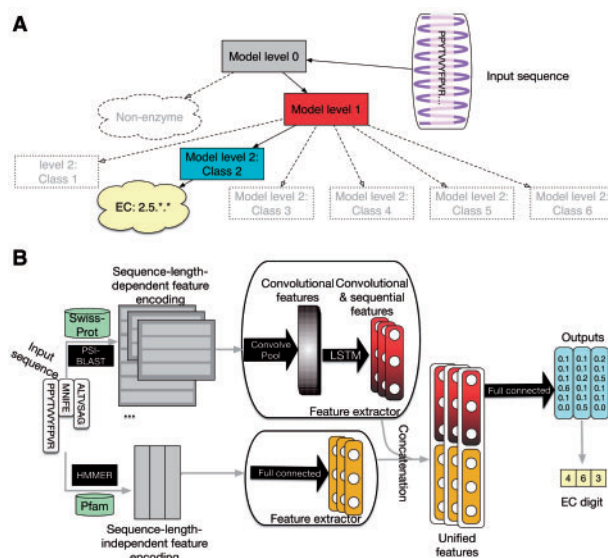 A
Model level 0
PPYTVVYFPVR...
Input sequence
Non-enzyme
Model level 1
level 2:
Class 1
Model level 2:
Class 2
EC: 2.5.*.*
Model level 2:
Class 3
Model level 2:
Class 4
Model level 2:
Class 5
Model level 2:
Class 6
B
Sequence-length-
dependent feature
encoding
Swiss-
Prot
PSI-
BLAST
Input
sequence
PPYTVVYFPVR
MNIFE
ALTVSAG
...
HMMER
Pfam
Sequence-length-
independent feature
encoding
Convolutional
features
Convolutional
& sequential
features
Convolve
Pool
LSTM
Feature extractor
Full connected
Feature extractor
Concatenation
Unified
features
Full connected
Outputs
0.1 0.1 0.2
0.1 0.1 0.1
0.1 0.2 0.5
0.6 0.1 0.1
0.1 0.0 0.1
0.0 0.5 0.0
4 6 3
EC digit